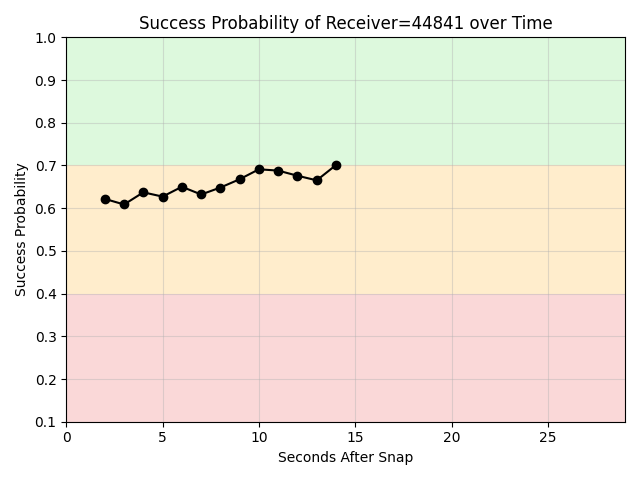 Success Probability of Receiver=44841 over Time
1.0
0.9
0.8
0.7
0.6
0.5
0.4
0.3
0.2
0.1
Success Probability
0 5 10 15 20 25
Seconds After Snap